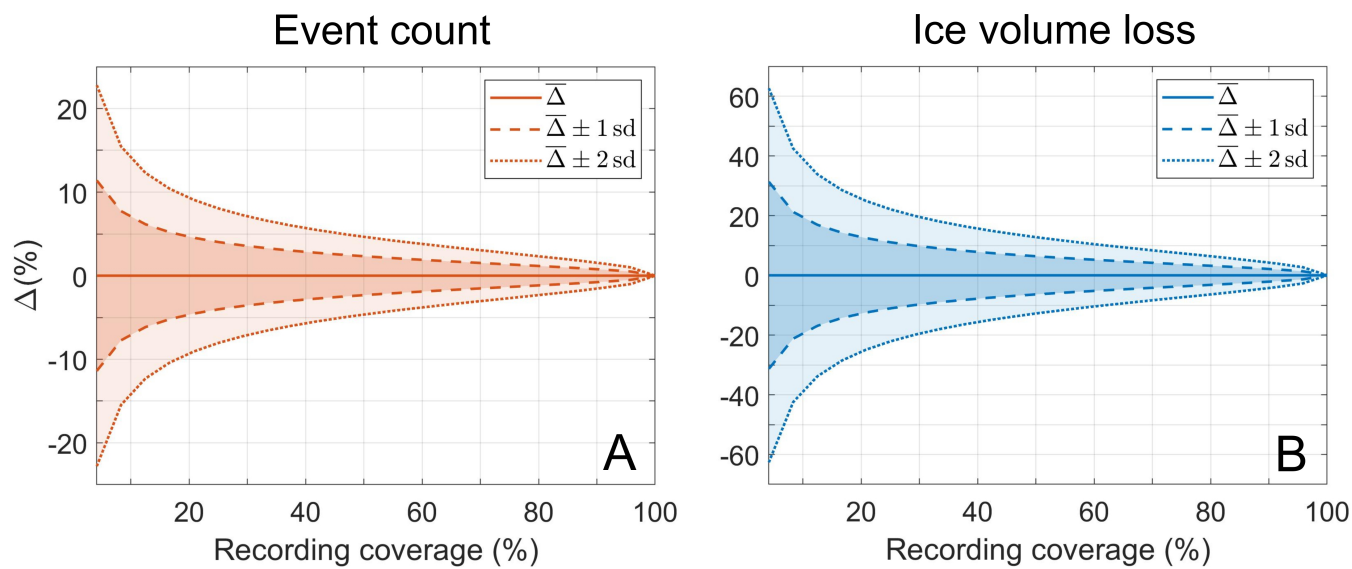 Event count
Δ(%)
20
10
0
-10
-20
Δ̅
Δ̅ ± 1 sd
Δ̅ ± 2 sd
A
20 40 60 80 100
Recording coverage (%)
Ice volume loss
60
40
20
0
-20
-40
-60
Δ̅
Δ̅ ± 1 sd
Δ̅ ± 2 sd
B
20 40 60 80 100
Recording coverage (%)